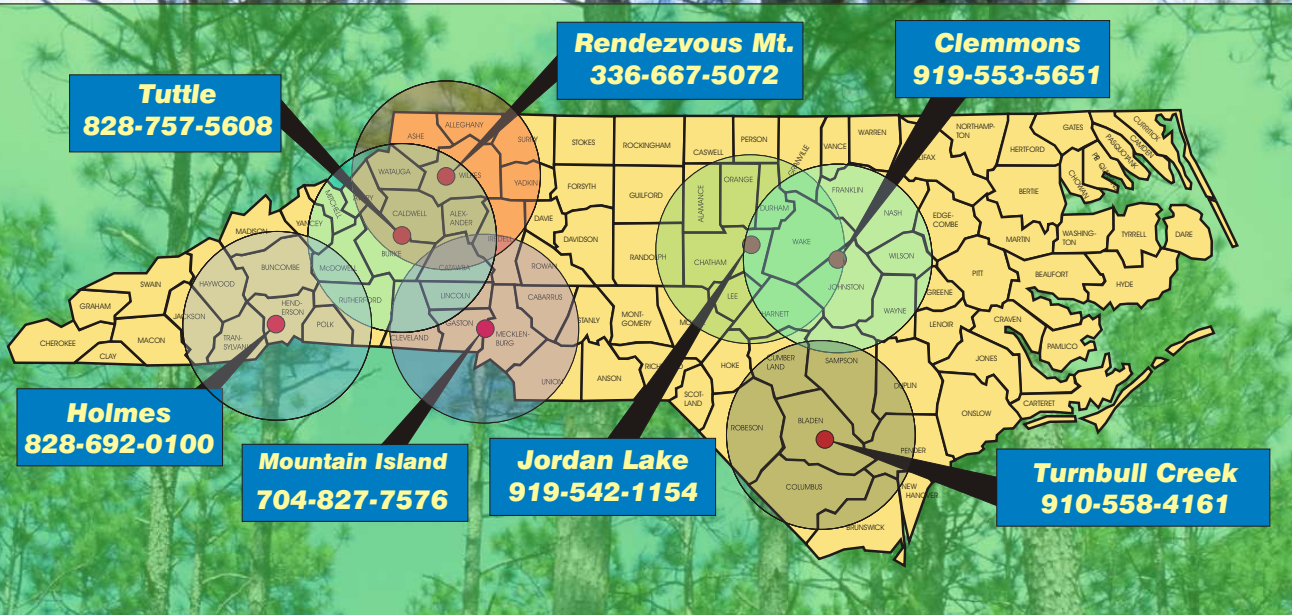 Rendezvous Mt.
336-667-5072
Clemmons
919-553-5651
Tuttle
828-757-5608
Holmes
828-692-0100
Mountain Island
704-827-7576
Jordan Lake
919-542-1154
Turnbull Creek
910-558-4161
ASHE
ALLEGHANY
SURRY
STOKES
ROCKINGHAM
CASWELL
PERSON
VANCE
WARREN
NORTHAMP-
TON
GATES
HERTFORD
CURRITUCK
CAMDEN
PASQUOTANK
CHOWAN
WATAUGA
WILKES
YADKIN
FORSYTH
GUILFORD
ALAMANCE
ORANGE
DURHAM
FRANKLIN
NASH
EDGE-
COMBE
BERTIE
MITCHELL
CALDWELL
ALEX-
ANDER
DAVIE
DAVIDSON
RANDOLPH
CHATHAM
WAKE
WILSON
MARTIN
WASHING-
TON
TYRRELL
DARE
MADISON
YANCEY
BURKE
CATAWBA
ROWAN
McDOWELL
BUNCOMBE
HAYWOOD
SWAIN
GRAHAM
CHEROKEE
CLAY
MACON
JACKSON
TRAN-
SYLVANIA
HEND-
ERSON
POLK
RUTHERFORD
CLEVELAND
LINCOLN
GASTON
MECKLEN-
BURG
CABARRUS
STANLY
UNION
ANSON
MONT-
GOMERY
LEE
HARNETT
JOHNSTON
WAYNE
GREENE
PITT
BEAUFORT
HYDE
LENOIR
CRAVEN
PAMLICO
JONES
CARTERET
ONSLOW
HOKE
SCOT-
LAND
CUMBER
LAND
SAMPSON
DUPLIN
ROBESON
BLADEN
PENDER
COLUMBUS
NEW
HANOVER
BRUNSWICK